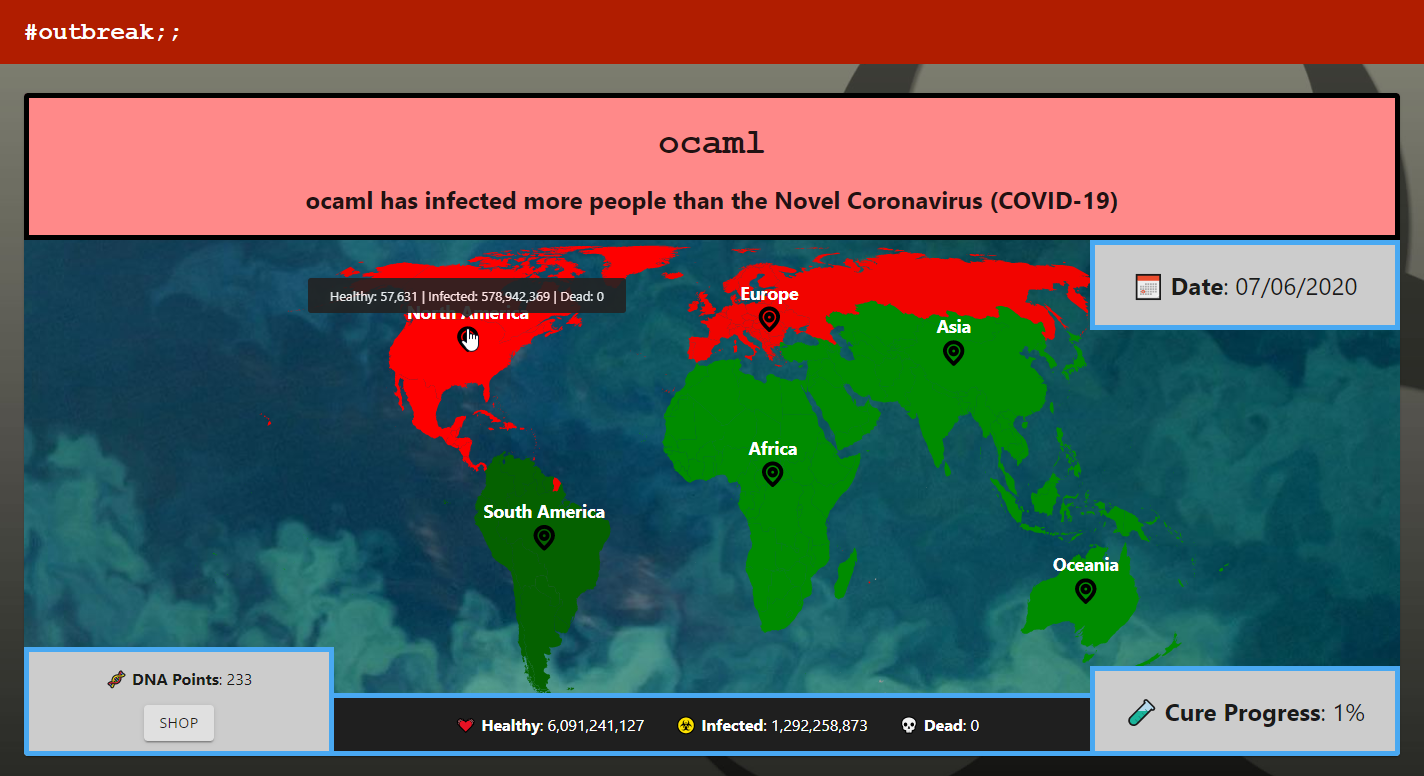 #outbreak;;
ocaml
ocaml has infected more people than the Novel Coronavirus (COVID-19)
Date: 07/06/2020
Healthy: 57,631 | Infected: 578,942,369 | Dead: 0
North America
Europe
Asia
Africa
South America
Oceania
DNA Points: 233
SHOP
Healthy: 6,091,241,127 Infected: 1,292,258,873 Dead: 0
Cure Progress: 1%